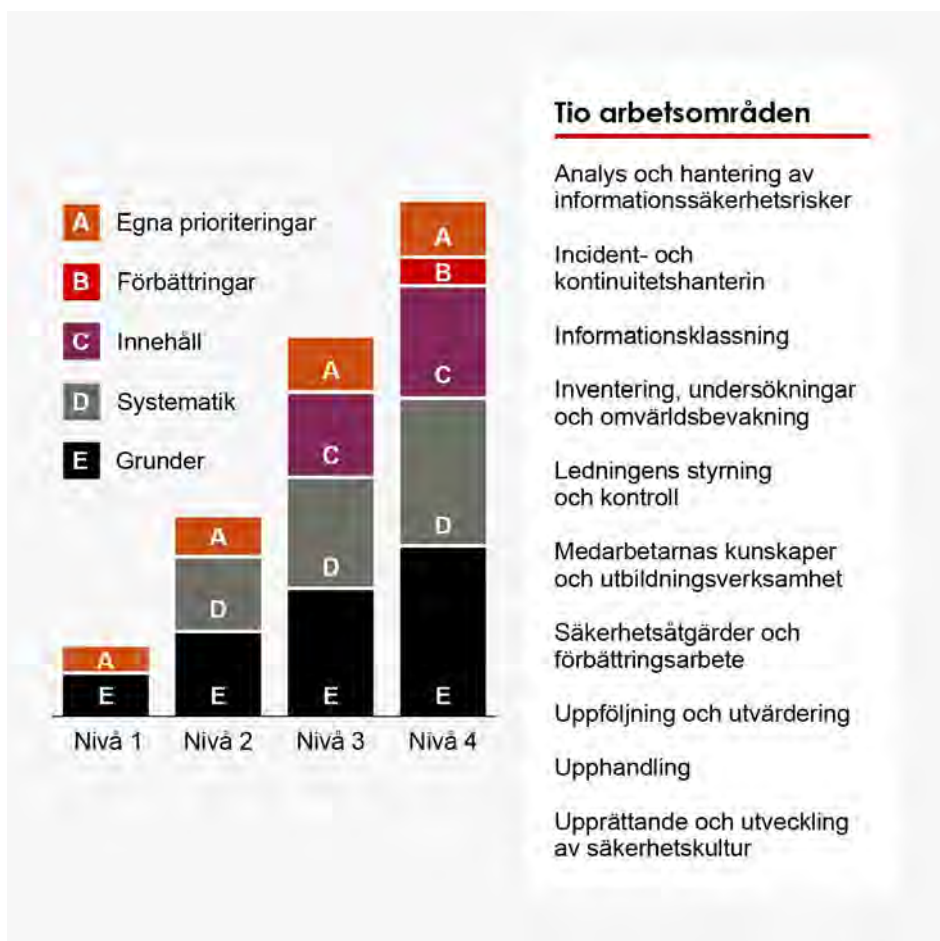 Tio arbetsområden
Analys och hantering av
informationssäkerhetsrisker
Incident- och
kontinuitetshanterin
Informationsklassning
Inventering, undersökningar
och omvärldsbevakning
Ledningens styrning
och kontroll
Medarbetarnas kunskaper
och utbildningsverksamhet
Säkerhetsåtgärder och
förbättringsarbete
Uppföljning och utvärdering
Upphandling
Upprättande och utveckling
av säkerhetskultur
A Egna prioriteringar
B Förbättringar
C Innehåll
D Systematik
E Grunder
A
E
A
D
E
A
C
D
E
A
B
C
D
E
Nivå 1 Nivå 2 Nivå 3 Nivå 4